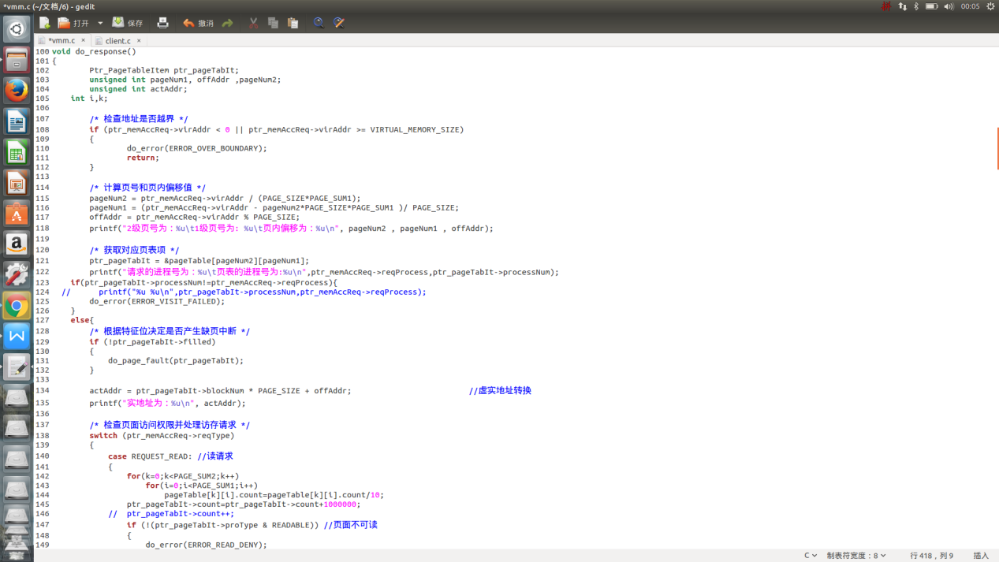 *vmm.c (~/文档/6) - gedit
拼 00:05
打开 保存 撤消
*vmm.c × client.c ×
100 void do_response()
101 {
102 Ptr_PageTableItem ptr_pageTabIt;
103 unsigned int pageNum1, offAddr ,pageNum2;
104 unsigned int actAddr;
105 int i,k;
106
107 /* 检查地址是否越界 */
108 if (ptr_memAccReq->virAddr < 0 || ptr_memAccReq->virAddr >= VIRTUAL_MEMORY_SIZE)
109 {
110 do_error(ERROR_OVER_BOUNDARY);
111 return;
112 }
113
114 /* 计算页号和页内偏移值 */
115 pageNum2 = ptr_memAccReq->virAddr / (PAGE_SIZE*PAGE_SUM1);
116 pageNum1 = (ptr_memAccReq->virAddr - pageNum2*PAGE_SIZE*PAGE_SUM1 )/ PAGE_SIZE;
117 offAddr = ptr_memAccReq->virAddr % PAGE_SIZE;
118 printf("2级页号为：%u\t1级页号为: %u\t页内偏移为：%u\n", pageNum2 , pageNum1 , offAddr);
119
120 /* 获取对应页表项 */
121 ptr_pageTabIt = &pageTable[pageNum2][pageNum1];
122 printf("请求的进程号为：%u\t页表的进程号为:%u\n",ptr_memAccReq->reqProcess,ptr_pageTabIt->processNum);
123 if(ptr_pageTabIt->processNum!=ptr_memAccReq->reqProcess){
124 // printf("%u %u\n",ptr_pageTabIt->processNum,ptr_memAccReq->reqProcess);
125 do_error(ERROR_VISIT_FAILED);
126 }
127 else{
128 /* 根据特征位决定是否产生缺页中断 */
129 if (!ptr_pageTabIt->filled)
130 {
131 do_page_fault(ptr_pageTabIt);
132 }
133
134 actAddr = ptr_pageTabIt->blockNum * PAGE_SIZE + offAddr; //虚实地址转换
135 printf("实地址为：%u\n", actAddr);
136
137 /* 检查页面访问权限并处理访存请求 */
138 switch (ptr_memAccReq->reqType)
139 {
140 case REQUEST_READ: //读请求
141 {
142 for(k=0;k<PAGE_SUM2;k++)
143 for(i=0;i<PAGE_SUM1;i++)
144 pageTable[k][i].count=pageTable[k][i].count/10;
145 ptr_pageTabIt->count=ptr_pageTabIt->count+1000000;
146 // ptr_pageTabIt->count++;
147 if (!(ptr_pageTabIt->proType & READABLE)) //页面不可读
148 {
149 do_error(ERROR_READ_DENY);
C 制表符宽度：8 行 418，列 9 插入